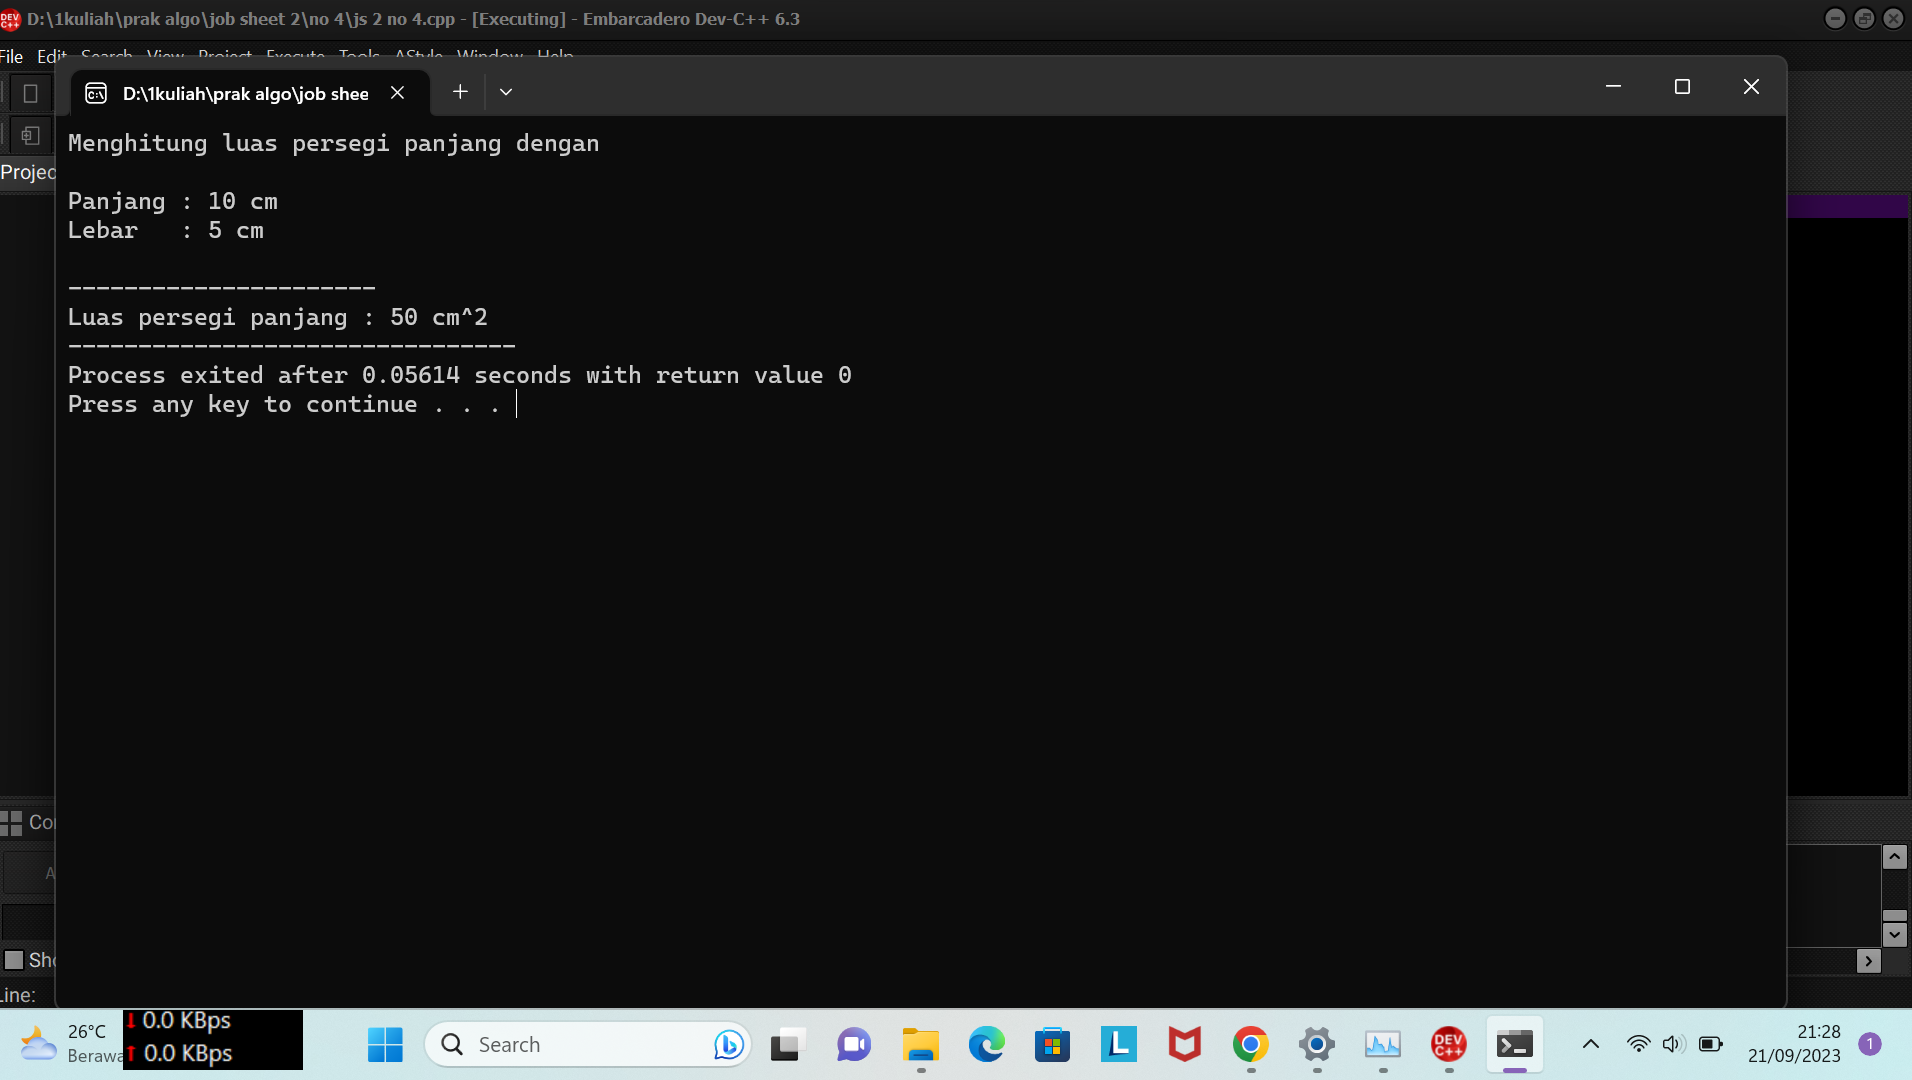 D:\1kuliah\prak algo\job sheet 2\no 4\js 2 no 4.cpp - [Executing] - Embarcadero Dev-C++ 6.3
File Edit Search View Project Execute Tools AStyle Window Help
D:\1kuliah\prak algo\job shee
Projec
Menghitung luas persegi panjang dengan
Panjang : 10 cm
Lebar   : 5 cm
----------------------
Luas persegi panjang : 50 cm^2
--------------------------------
Process exited after 0.05614 seconds with return value 0
Press any key to continue . . .
Co
A
Sho
Line:
26°C
Berawa
0.0 KBps
0.0 KBps
Search
DEV C++
21:28
21/09/2023
1